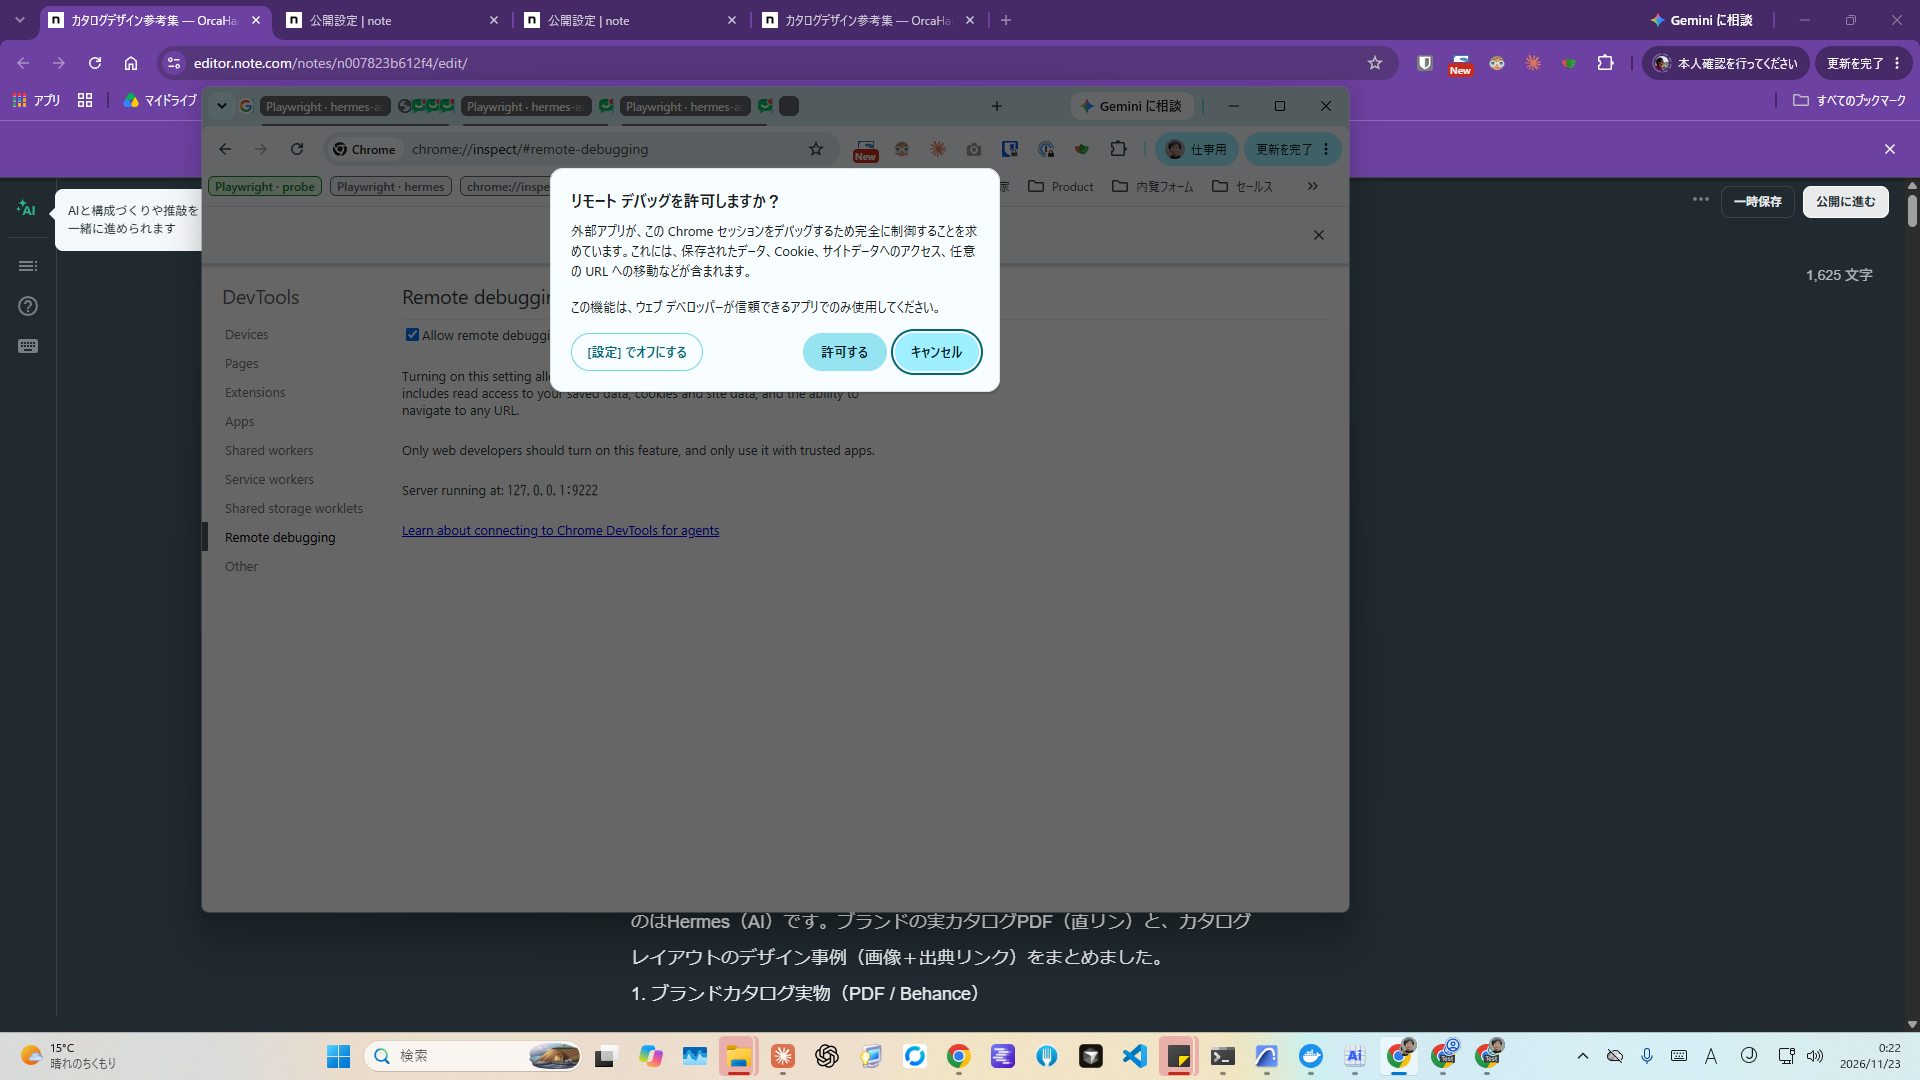 カタログデザイン参考集 — OrcaHa
公開設定 | note
公開設定 | note
カタログデザイン参考集 — OrcaHa
Gemini に相談
editor.note.com/notes/n007823b612f4/edit/
New
本人確認を行ってください
更新を完了
アプリ
マイドライブ
すべてのブックマーク
Playwright · hermes-a
Playwright · hermes-a
Playwright · hermes-a
Gemini に相談
Chrome
chrome://inspect/#remote-debugging
New
仕事用
更新を完了
Playwright · probe
Playwright · hermes
chrome://inspe
家
Product
内覧フォーム
セールス
AI
AIと構成づくりや推敲を
一緒に進められます
一時保存
公開に進む
1,625 文字
リモート デバッグを許可しますか？
外部アプリが、この Chrome セッションをデバッグするため完全に制御することを求
めています。これには、保存されたデータ、Cookie、サイトデータへのアクセス、任意
の URL への移動などが含まれます。
この機能は、ウェブ デベロッパーが信頼できるアプリでのみ使用してください。
[設定] でオフにする
許可する
キャンセル
DevTools
Devices
Pages
Extensions
Apps
Shared workers
Service workers
Shared storage worklets
Remote debugging
Other
Remote debuggin
Allow remote debuggi
Turning on this setting all
includes read access to your saved data, cookies and site data, and the ability to
navigate to any URL.
Only web developers should turn on this feature, and only use it with trusted apps.
Server running at: 127.0.0.1:9222
Learn about connecting to Chrome DevTools for agents
のはHermes（AI）です。ブランドの実カタログPDF（直リン）と、カタログ
レイアウトのデザイン事例（画像＋出典リンク）をまとめました。
1. ブランドカタログ実物（PDF / Behance）
15°C
晴れのちくもり
検索
Ai
Test
Test
A
0:22
2026/11/23